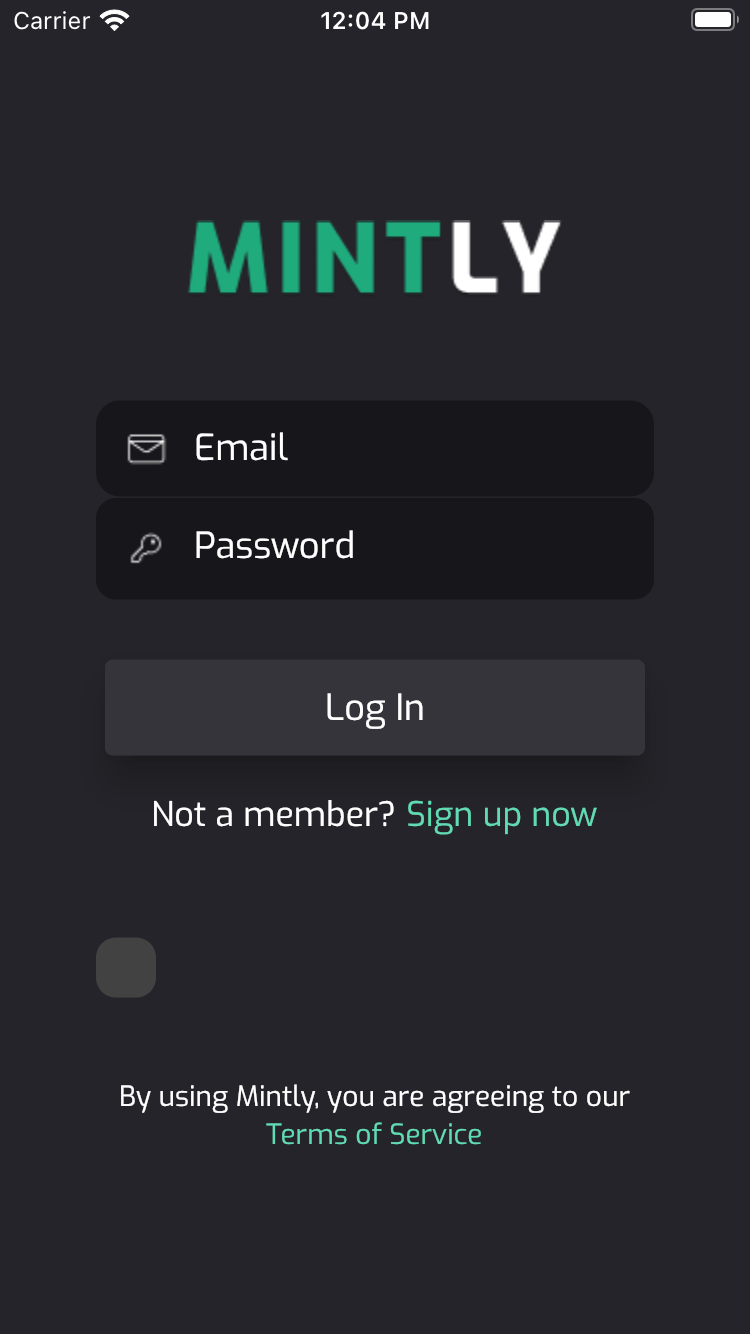 Carrier 12:04 PM
MINTLY
Email
Password
Log In
Not a member? Sign up now
By using Mintly, you are agreeing to our
Terms of Service